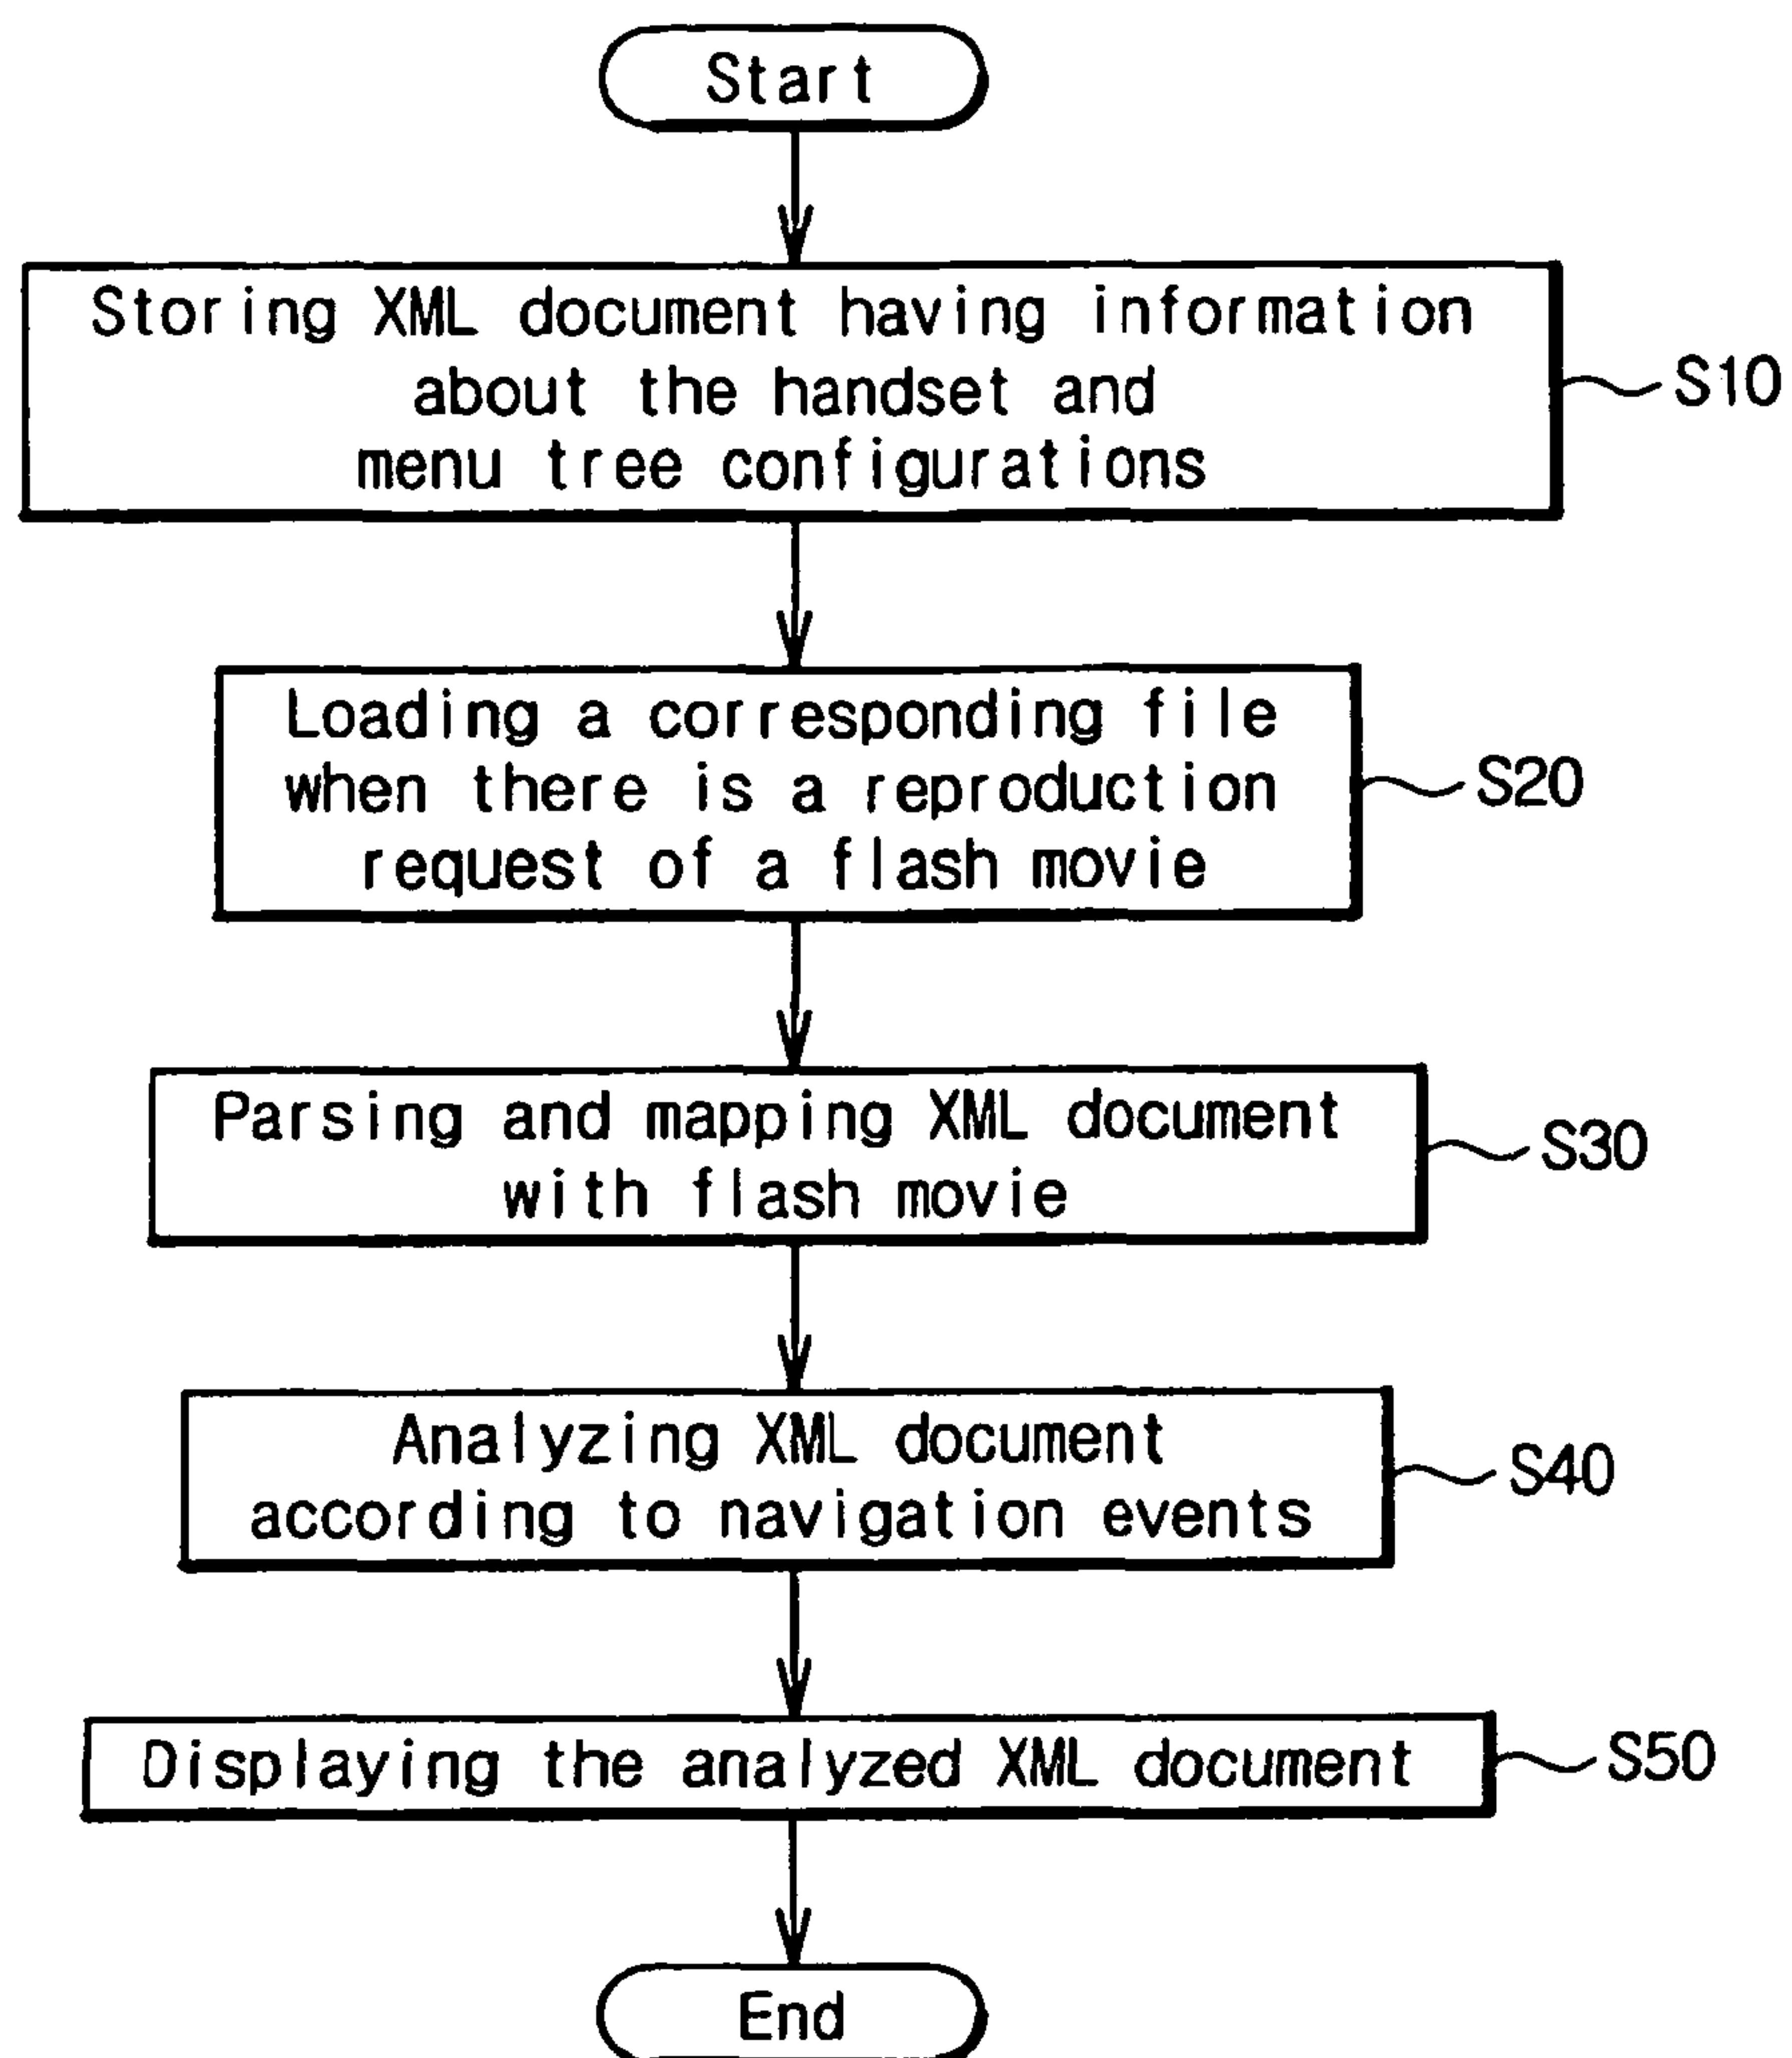 Start
Storing XML document having information
about the handset and
menu tree configurations
S10
Loading a corresponding file
when there is a reproduction
request of a flash movie
S20
Parsing and mapping XML document
with flash movie
S30
Analyzing XML document
according to navigation events
S40
Displaying the analyzed XML document
S50
End